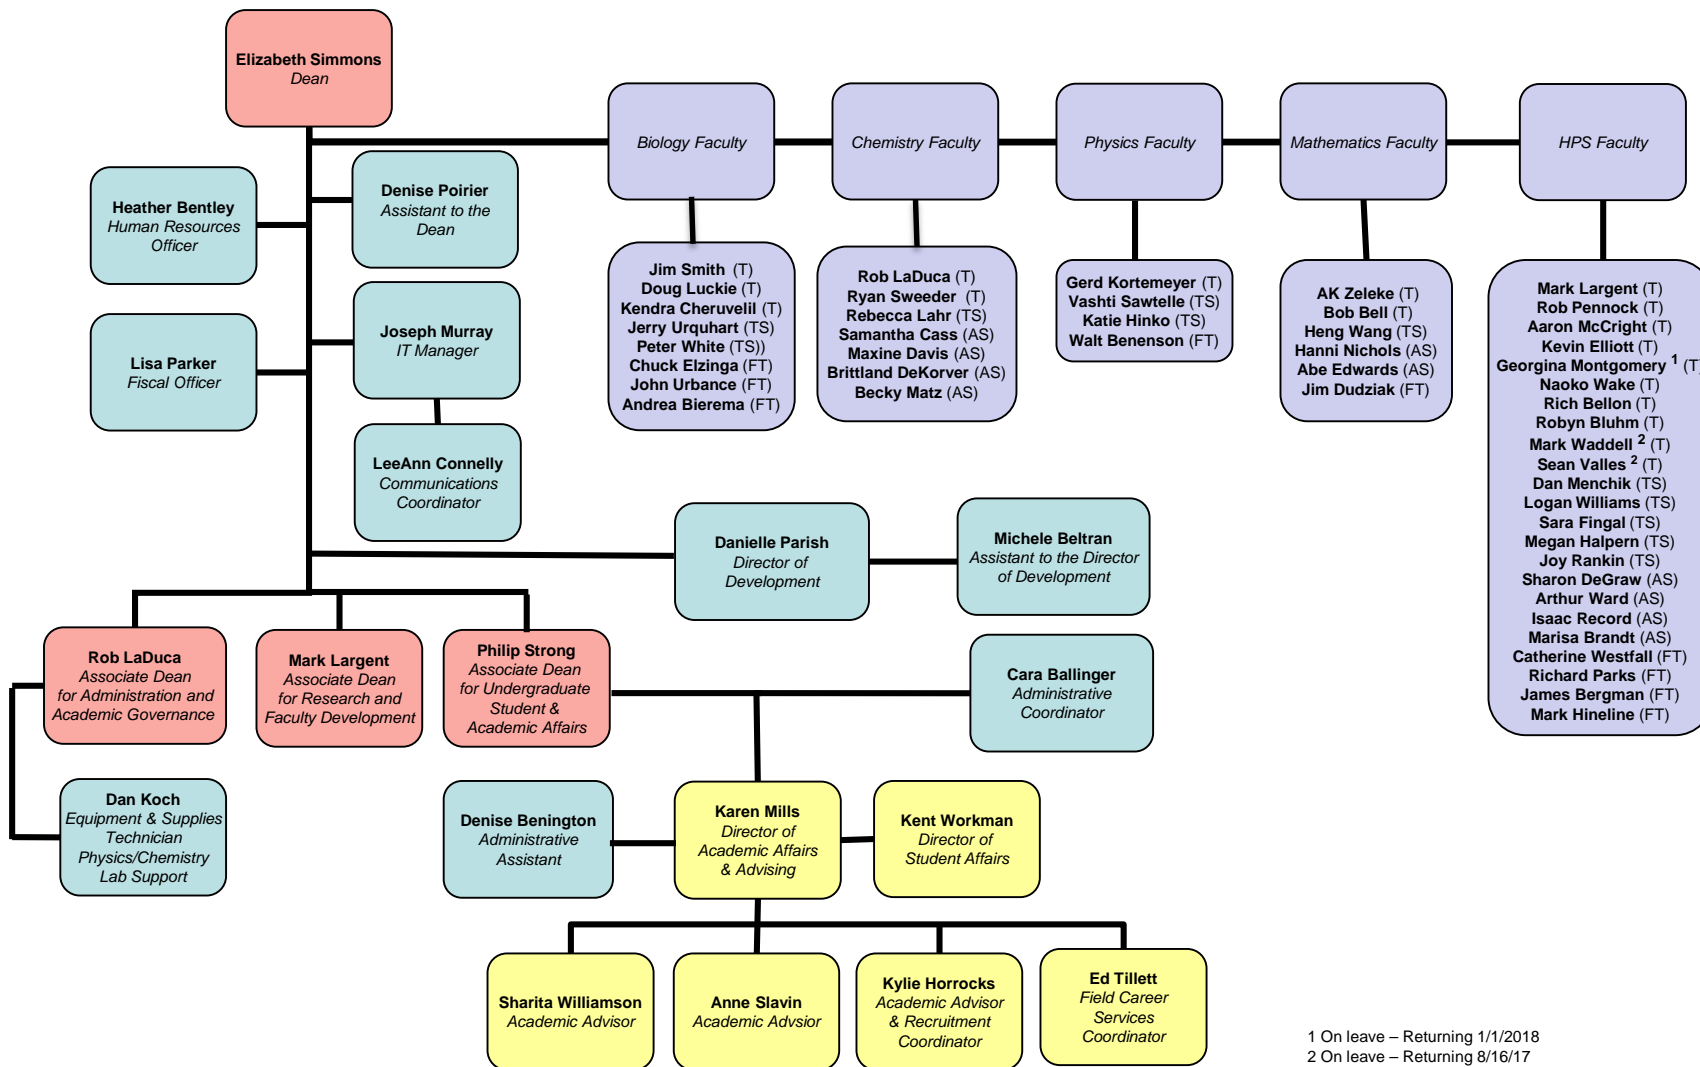 Elizabeth Simmons
Dean
Biology Faculty
Chemistry Faculty
Physics Faculty
Mathematics Faculty
HPS Faculty
Heather Bentley
Human Resources
Officer
Denise Poirier
Assistant to the
Dean
Lisa Parker
Fiscal Officer
Joseph Murray
IT Manager
LeeAnn Connelly
Communications
Coordinator
Jim Smith (T)
Doug Luckie (T)
Kendra Cheruvelil (T)
Jerry Urquhart (TS)
Peter White (TS))
Chuck Elzinga (FT)
John Urbance (FT)
Andrea Bierema (FT)
Rob LaDuca (T)
Ryan Sweeder (T)
Rebecca Lahr (TS)
Samantha Cass (AS)
Maxine Davis (AS)
Brittland DeKorver (AS)
Becky Matz (AS)
Gerd Kortemeyer (T)
Vashti Sawtelle (TS)
Katie Hinko (TS)
Walt Benenson (FT)
AK Zeleke (T)
Bob Bell (T)
Heng Wang (TS)
Hanni Nichols (AS)
Abe Edwards (AS)
Jim Dudziak (FT)
Mark Largent (T)
Rob Pennock (T)
Aaron McCright (T)
Kevin Elliott (T)
Georgina Montgomery 1 (T)
Naoko Wake (T)
Rich Bellon (T)
Robyn Bluhm (T)
Mark Waddell 2 (T)
Sean Valles 2 (T)
Dan Menchik (TS)
Logan Williams (TS)
Sara Fingal (TS)
Megan Halpern (TS)
Joy Rankin (TS)
Sharon DeGraw (AS)
Arthur Ward (AS)
Isaac Record (AS)
Marisa Brandt (AS)
Catherine Westfall (FT)
Richard Parks (FT)
James Bergman (FT)
Mark Hineline (FT)
Danielle Parish
Director of
Development
Michele Beltran
Assistant to the Director
of Development
Rob LaDuca
Associate Dean
for Administration and
Academic Governance
Mark Largent
Associate Dean
for Research and
Faculty Development
Philip Strong
Associate Dean
for Undergraduate
Student &
Academic Affairs
Cara Ballinger
Administrative
Coordinator
Dan Koch
Equipment & Supplies
Technician
Physics/Chemistry
Lab Support
Denise Benington
Administrative
Assistant
Karen Mills
Director of
Academic Affairs
& Advising
Kent Workman
Director of
Student Affairs
Sharita Williamson
Academic Advisor
Anne Slavin
Academic Advsior
Kylie Horrocks
Academic Advisor
& Recruitment
Coordinator
Ed Tillett
Field Career
Services
Coordinator
1 On leave – Returning 1/1/2018
2 On leave – Returning 8/16/17